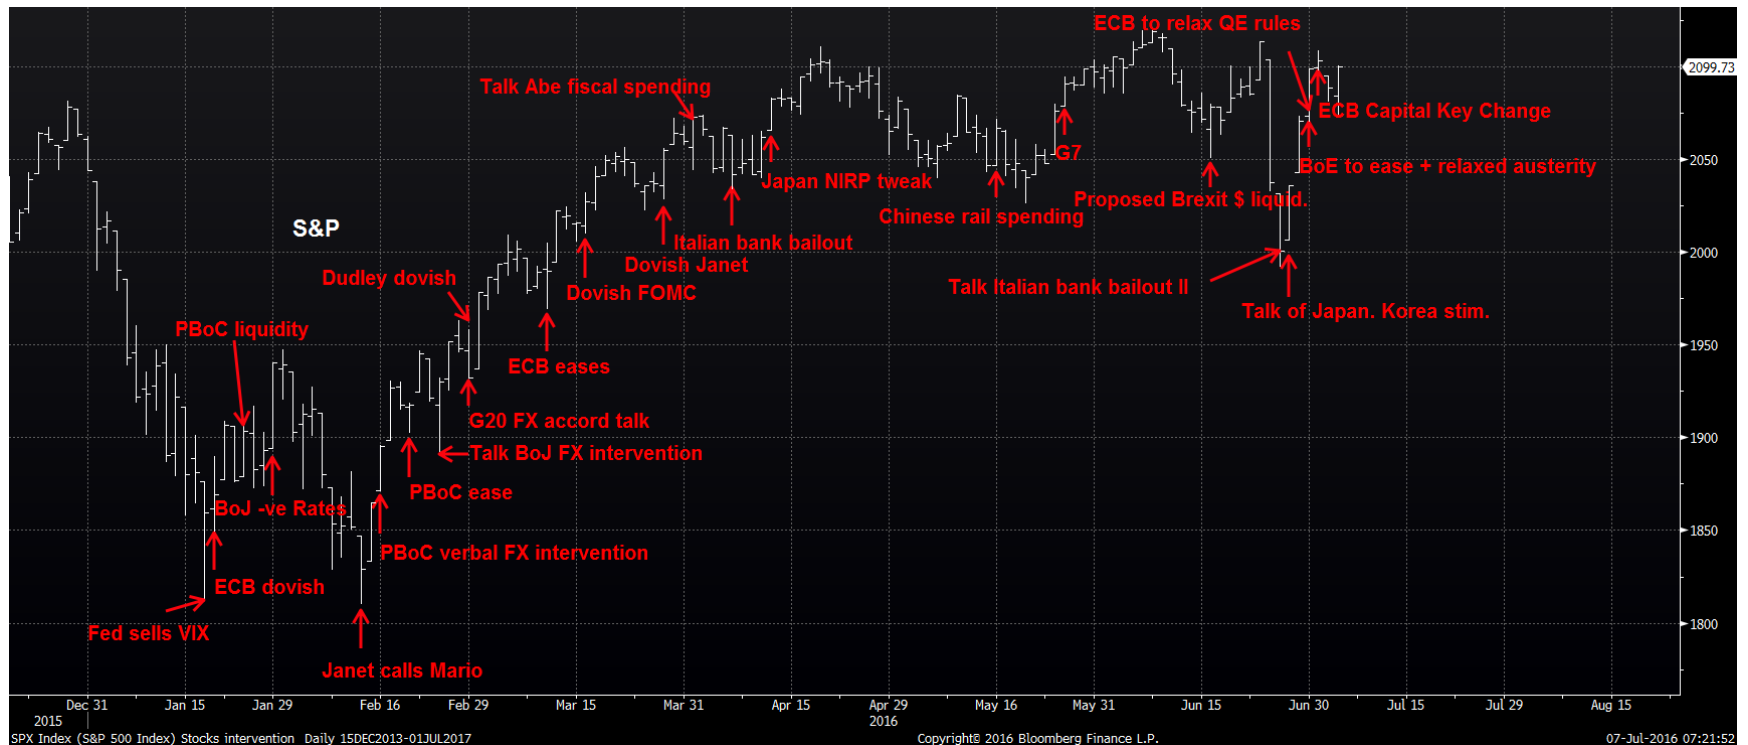 ECB to relax QE rules
2099.73
Talk Abe fiscal spending
ECB Capital Key Change
G7
2050
BoE to ease + relaxed austerity
Japan NIRP tweak
Proposed Brexit $ liquid.
Chinese rail spending
S&P
Italian bank bailout
2000
Dovish Janet
Dudley dovish
Talk Italian bank bailout II
Dovish FOMC
Talk of Japan. Korea stim.
PBoC liquidity
1950
ECB eases
G20 FX accord talk
1900
Talk BoJ FX intervention
PBoC ease
BoJ -ve Rates
1850
PBoC verbal FX intervention
ECB dovish
1800
Fed sells VIX
Janet calls Mario
Dec 31 Jan 15 Jan 29 Feb 16 Feb 29 Mar 15 Mar 31 Apr 15 Apr 29 May 16 May 31 Jun 15 Jun 30 Jul 15 Jul 29 Aug 15
2015 2016
SPX Index (S&P 500 Index) Stocks intervention Daily 15DEC2013-01JUL2017 Copyright© 2016 Bloomberg Finance L.P. 07-Jul-2016 07:21:52